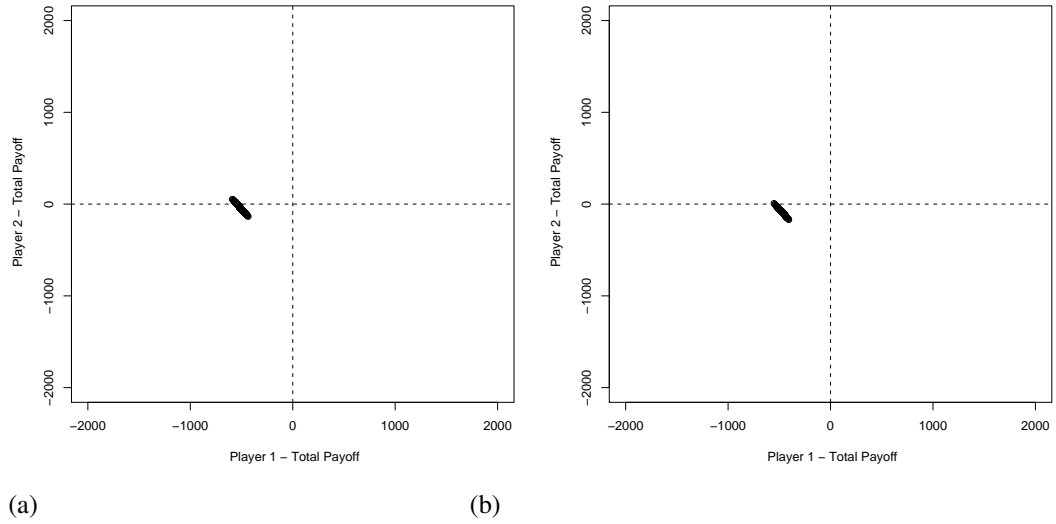 2000
1000
0
−1000
−2000
Player 2 − Total Payoff
−2000 −1000 0 1000 2000
Player 1 − Total Payoff
(a)
2000
1000
0
−1000
−2000
Player 2 − Total Payoff
−2000 −1000 0 1000 2000
Player 1 − Total Payoff
(b)